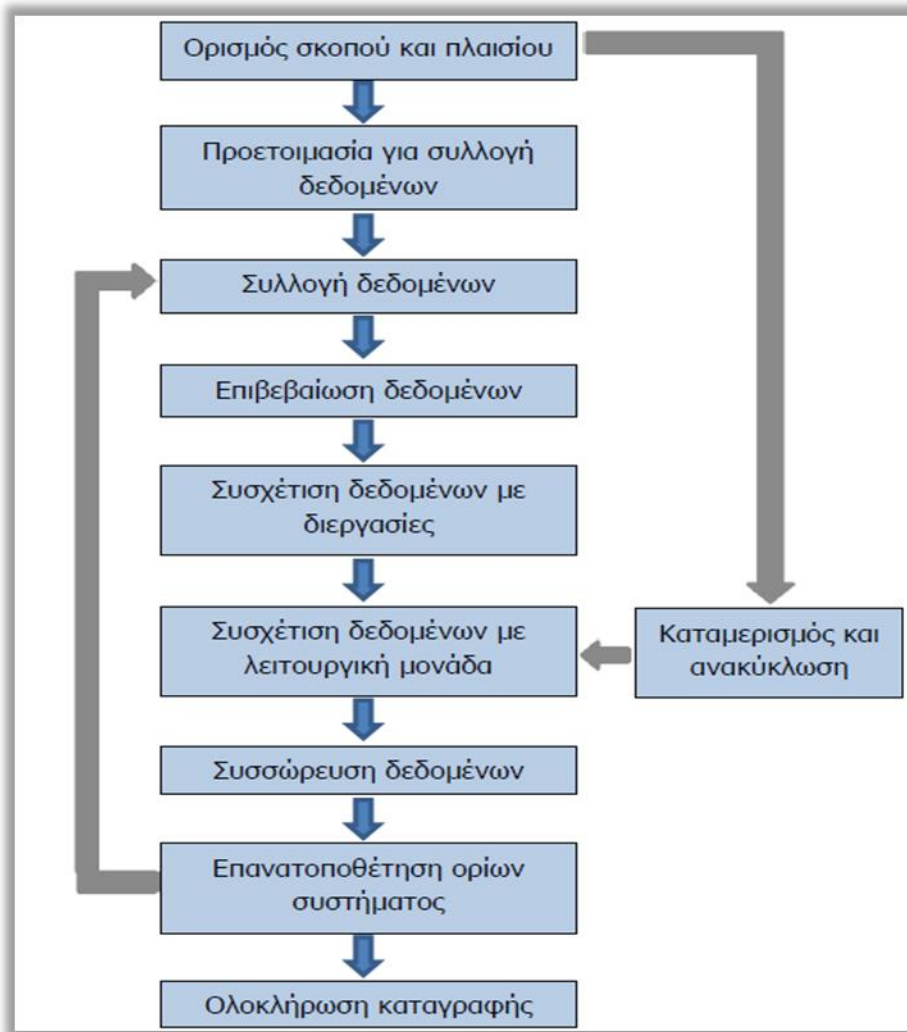 Ορισμός σκοπού και πλαισίου
Προετοιμασία για συλλογή
δεδομένων
Συλλογή δεδομένων
Επιβεβαίωση δεδομένων
Συσχέτιση δεδομένων με
διεργασίες
Συσχέτιση δεδομένων με
λειτουργική μονάδα
Καταμερισμός και
ανακύκλωση
Συσσώρευση δεδομένων
Επανατοποθέτηση ορίων
συστήματος
Ολοκλήρωση καταγραφής